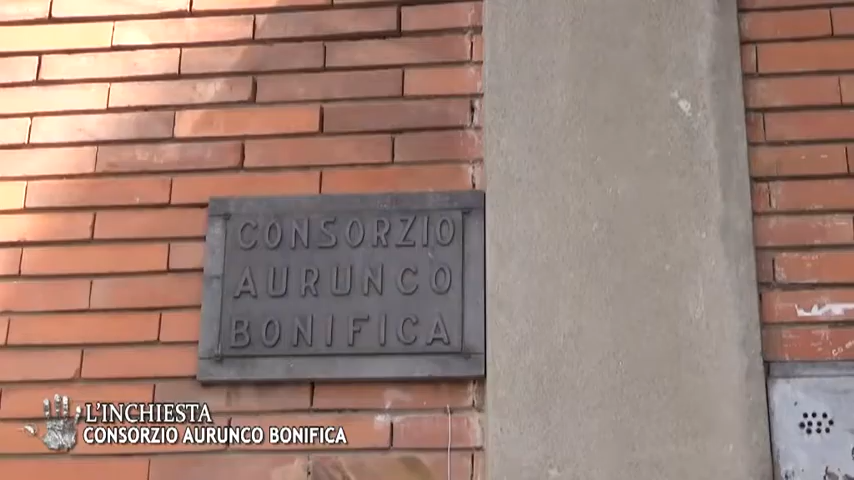 CONSORZIO
AURUNCO
BONIFICA
L'INCHIESTA
CONSORZIO AURUNCO BONIFICA